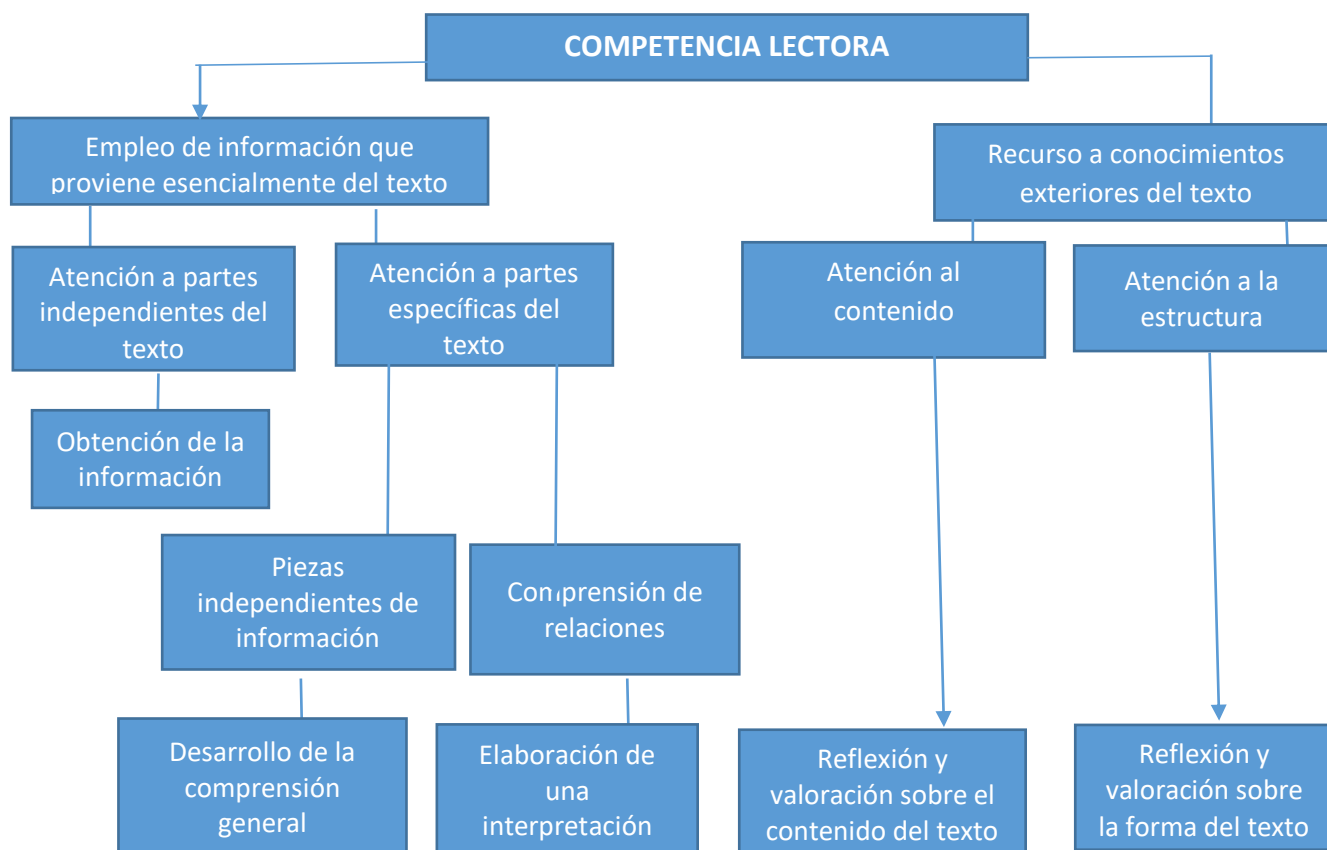 COMPETENCIA LECTORA
Empleo de información que
proviene esencialmente del texto
Recurso a conocimientos
exteriores del texto
Atención a partes
independientes del
texto
Atención a partes
específicas del
texto
Atención al
contenido
Atención a la
estructura
Obtención de la
información
Piezas
independientes de
información
Comprensión de
relaciones
Desarrollo de la
comprensión
general
Elaboración de
una
interpretación
Reflexión y
valoración sobre el
contenido del texto
Reflexión y
valoración sobre
la forma del texto